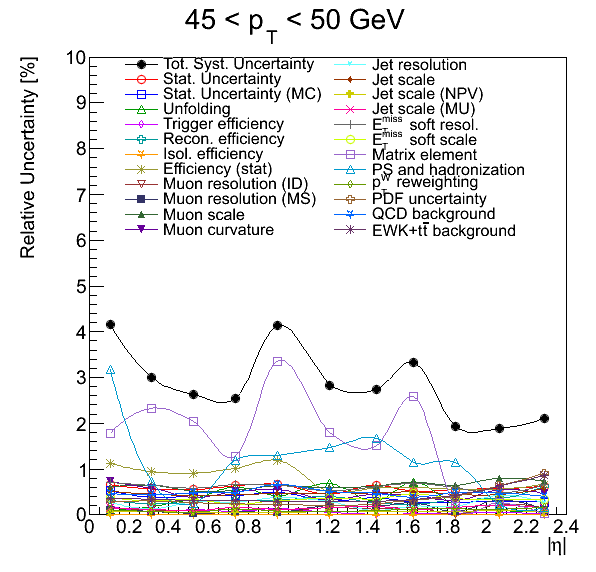 45 < pT < 50 GeV
Relative Uncertainty [%]
10
9
8
7
6
5
4
3
2
1
0
Tot. Syst. Uncertainty
Stat. Uncertainty
Stat. Uncertainty (MC)
Unfolding
Trigger efficiency
Recon. efficiency
Isol. efficiency
Efficiency (stat)
Muon resolution (ID)
Muon resolution (MS)
Muon scale
Muon curvature
Jet resolution
Jet scale
Jet scale (NPV)
Jet scale (MU)
E_T^miss soft resol.
E_T^miss soft scale
Matrix element
PS and hadronization
p_T^W reweighting
PDF uncertainty
QCD background
EWK+tt̅ background
0 0.2 0.4 0.6 0.8 1 1.2 1.4 1.6 1.8 2 2.2 2.4
|η|